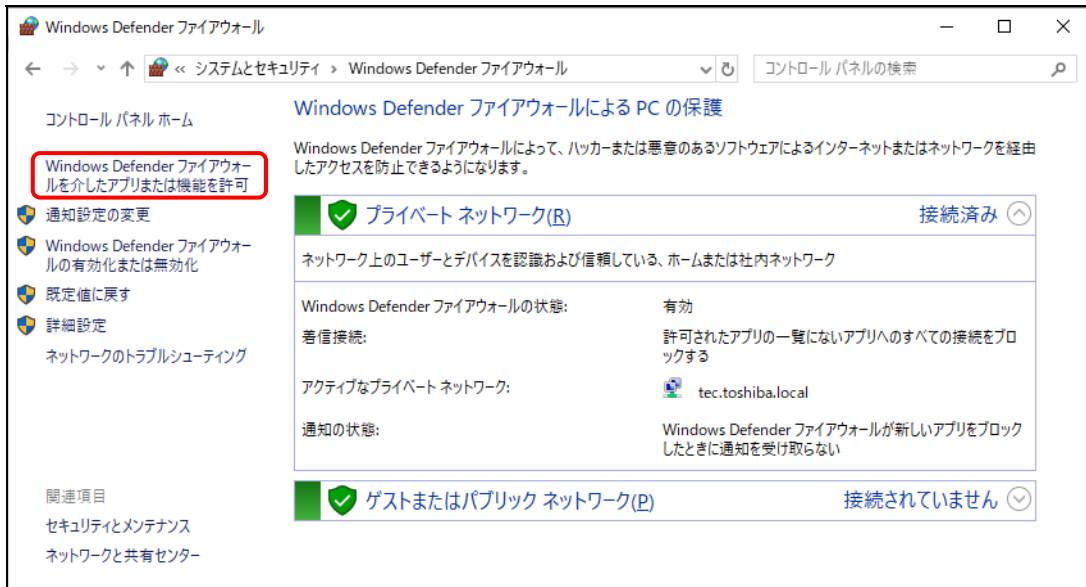 Windows Defender ファイアウォール
« システムとセキュリティ › Windows Defender ファイアウォール
コントロール パネルの検索
コントロール パネル ホーム
Windows Defender ファイアウォー
ルを介したアプリまたは機能を許可
通知設定の変更
Windows Defender ファイアウォー
ルの有効化または無効化
既定値に戻す
詳細設定
ネットワークのトラブルシューティング
関連項目
セキュリティとメンテナンス
ネットワークと共有センター
Windows Defender ファイアウォールによる PC の保護
Windows Defender ファイアウォールによって、ハッカーまたは悪意のあるソフトウェアによるインターネットまたはネットワークを経由
したアクセスを防止できるようになります。
プライベート ネットワーク(R) 接続済み
ネットワーク上のユーザーとデバイスを認識および信頼している、ホームまたは社内ネットワーク
Windows Defender ファイアウォールの状態: 有効
着信接続: 許可されたアプリの一覧にないアプリへのすべての接続をブロ
ックする
アクティブなプライベート ネットワーク: tec.toshiba.local
通知の状態: Windows Defender ファイアウォールが新しいアプリをブロック
したときに通知を受け取らない
ゲストまたはパブリック ネットワーク(P) 接続されていません